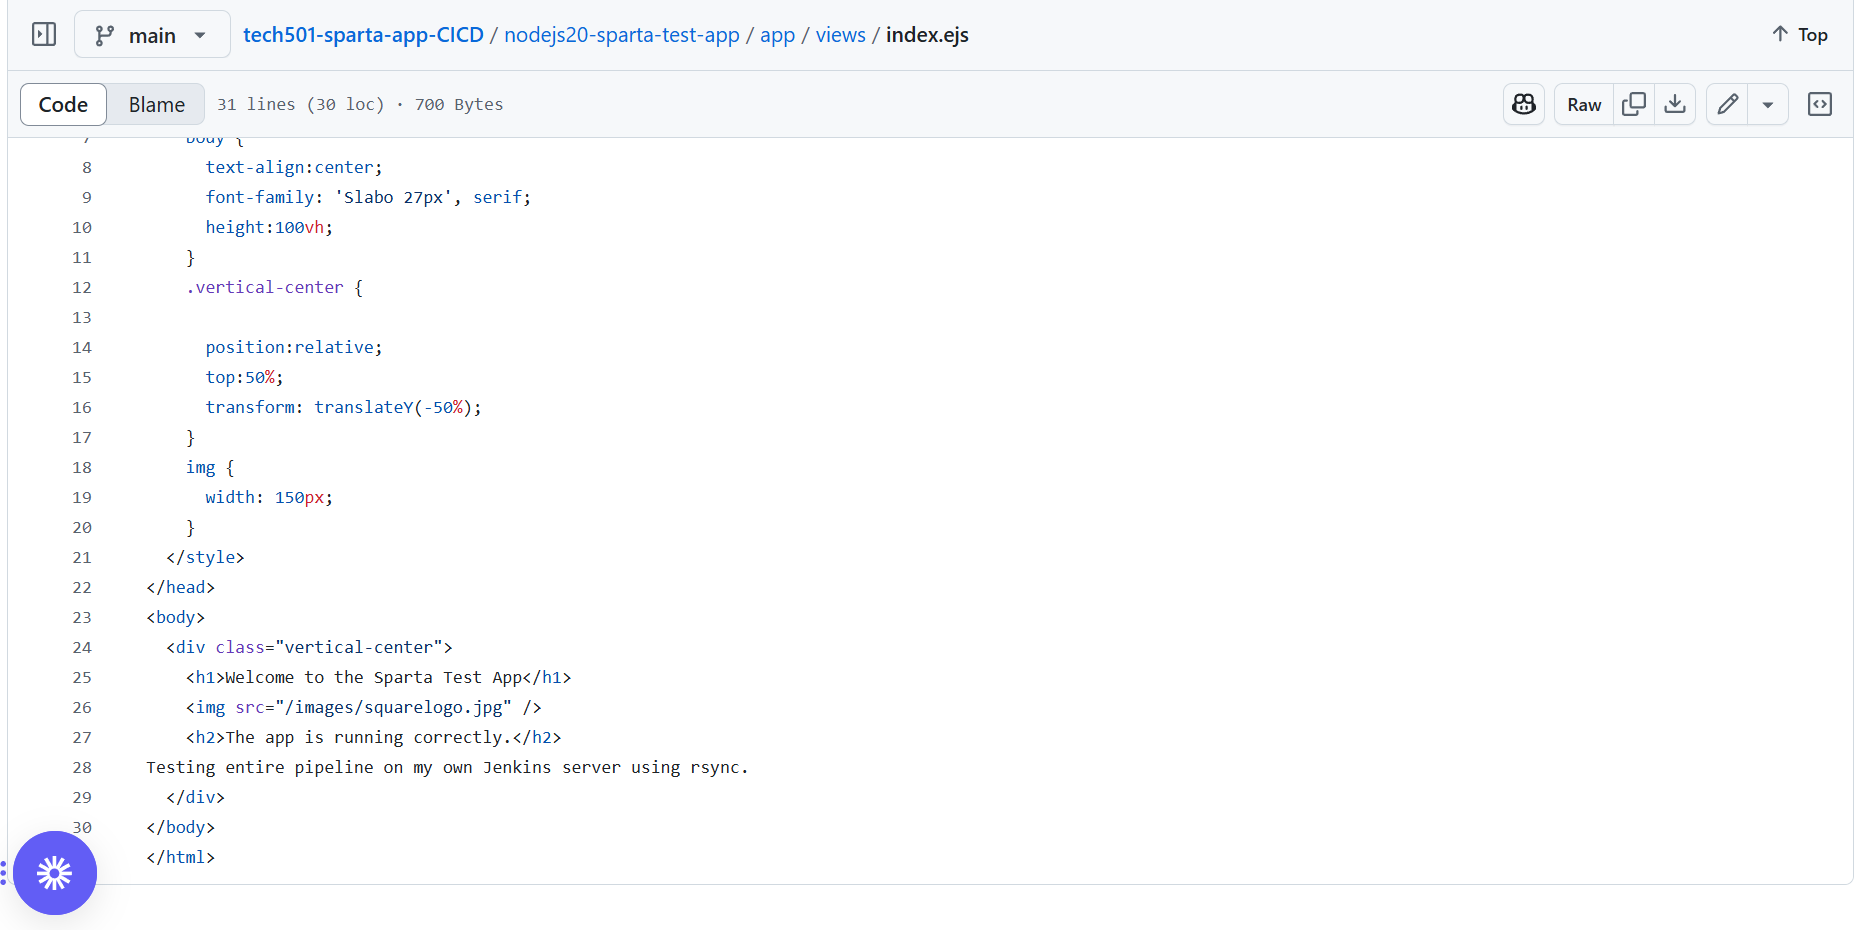 main
tech501-sparta-app-CICD / nodejs20-sparta-test-app / app / views / index.ejs
Top
Code Blame 31 lines (30 loc) · 700 Bytes
Raw
7 body {
8 text-align:center;
9 font-family: 'Slabo 27px', serif;
10 height:100vh;
11 }
12 .vertical-center {
13
14 position:relative;
15 top:50%;
16 transform: translateY(-50%);
17 }
18 img {
19 width: 150px;
20 }
21 </style>
22 </head>
23 <body>
24 <div class="vertical-center">
25 <h1>Welcome to the Sparta Test App</h1>
26 <img src="/images/squarelogo.jpg" />
27 <h2>The app is running correctly.</h2>
28 Testing entire pipeline on my own Jenkins server using rsync.
29 </div>
30 </body>
</html>